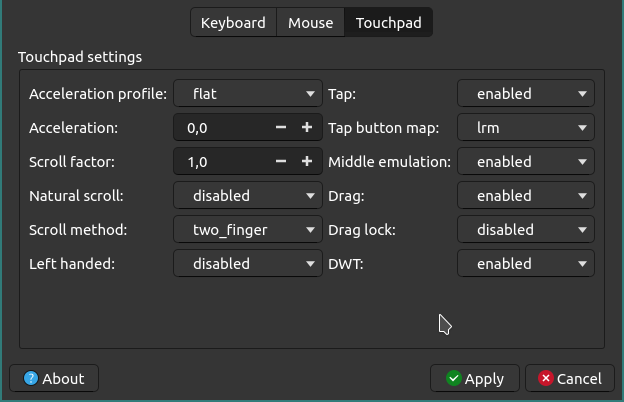 Keyboard Mouse Touchpad
Touchpad settings
Acceleration profile: flat Tap: enabled
Acceleration: 0,0 Tap button map: lrm
Scroll factor: 1,0 Middle emulation: enabled
Natural scroll: disabled Drag: enabled
Scroll method: two_finger Drag lock: disabled
Left handed: disabled DWT: enabled
About Apply Cancel